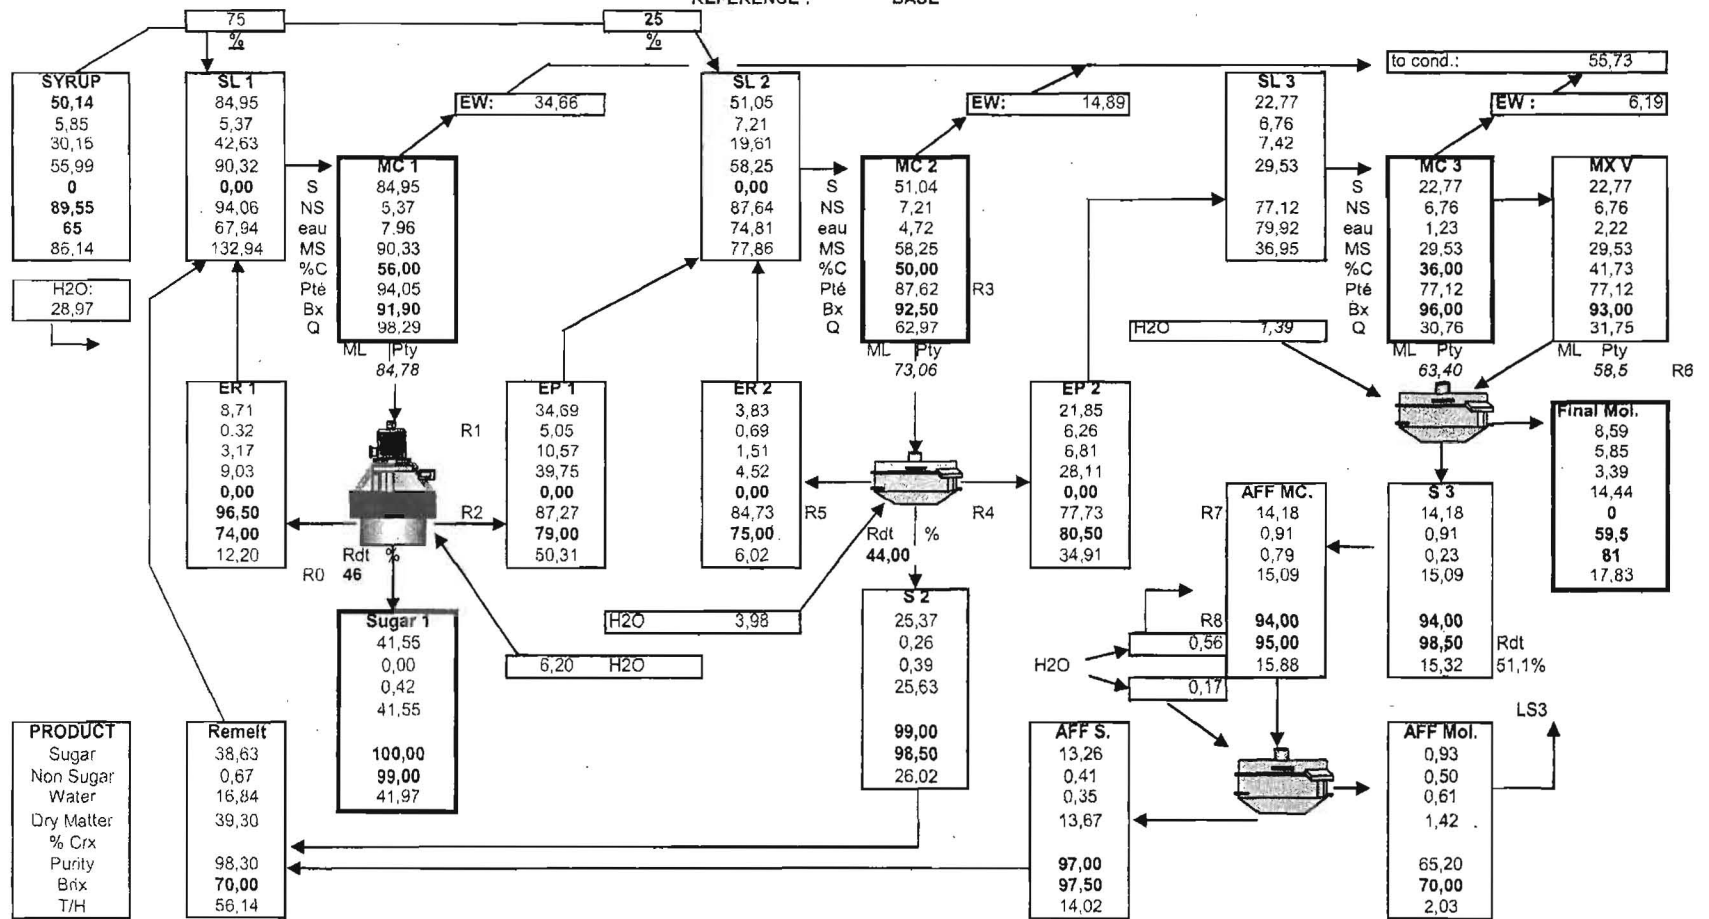 REFERENCE : BASE
75
%
25
%
to cond.: 55,73
SYRUP
50,14
5,85
30,15
55,99
0
89,55
65
86,14
H2O:
28,97
SL 1
84,95
5,37
42,63
90,32
0,00
94,06
67,94
132,94
EW: 34,66
S
NS
eau
MS
%C
Pté
Bx
Q
MC 1
84,95
5,37
7,96
90,33
56,00
94,05
91,90
98,29
ML Pty
84,78
SL 2
51,05
7,21
19,61
58,25
0,00
87,64
74,81
77,86
EW: 14,89
S
NS
eau
MS
%C
Pté
Bx
Q
MC 2
51,04
7,21
4,72
58,25
50,00
87,62
92,50
62,97
R3
ML Pty
73,06
SL 3
22,77
6,76
7,42
29,53
77,12
79,92
36,95
EW : 6,19
S
NS
eau
MS
%C
Pté
Bx
Q
MC 3
22,77
6,76
1,23
29,53
36,00
77,12
96,00
30,76
ML Pty
63,40
MX V
22,77
6,76
2,22
29,53
41,73
77,12
93,00
31,75
ML Pty
58,5 R6
H2O 7,39
ER 1
8,71
0,32
3,17
9,03
0,00
96,50
74,00
12,20
R1
R2
Rdt %
R0 46
EP 1
34,69
5,05
10,57
39,75
0,00
87,27
79,00
50,31
ER 2
3,83
0,69
1,51
4,52
0,00
84,73
75,00
6,02
R5
R4
Rdt %
44,00
EP 2
21,85
6,26
6,81
28,11
0,00
77,73
80,50
34,91
Final Mol.
8,59
5,85
3,39
14,44
0
59,5
81
17,83
R7
R8
AFF MC.
14,18
0,91
0,79
15,09
94,00
95,00
15,88
S 3
14,18
0,91
0,23
15,09
94,00
98,50
15,32
Rdt
51,1%
H2O
0,56
0,17
Sugar 1
41,55
0,00
0,42
41,55
100,00
99,00
41,97
6,20 H2O
H2O 3,98
S 2
25,37
0,26
0,39
25,63
99,00
98,50
26,02
LS3
PRODUCT
Sugar
Non Sugar
Water
Dry Matter
% Crx
Purity
Brix
T/H
Remelt
38,63
0,67
16,84
39,30
98,30
70,00
56,14
AFF S.
13,26
0,41
0,35
13,67
97,00
97,50
14,02
AFF Mol.
0,93
0,50
0,61
1,42
65,20
70,00
2,03